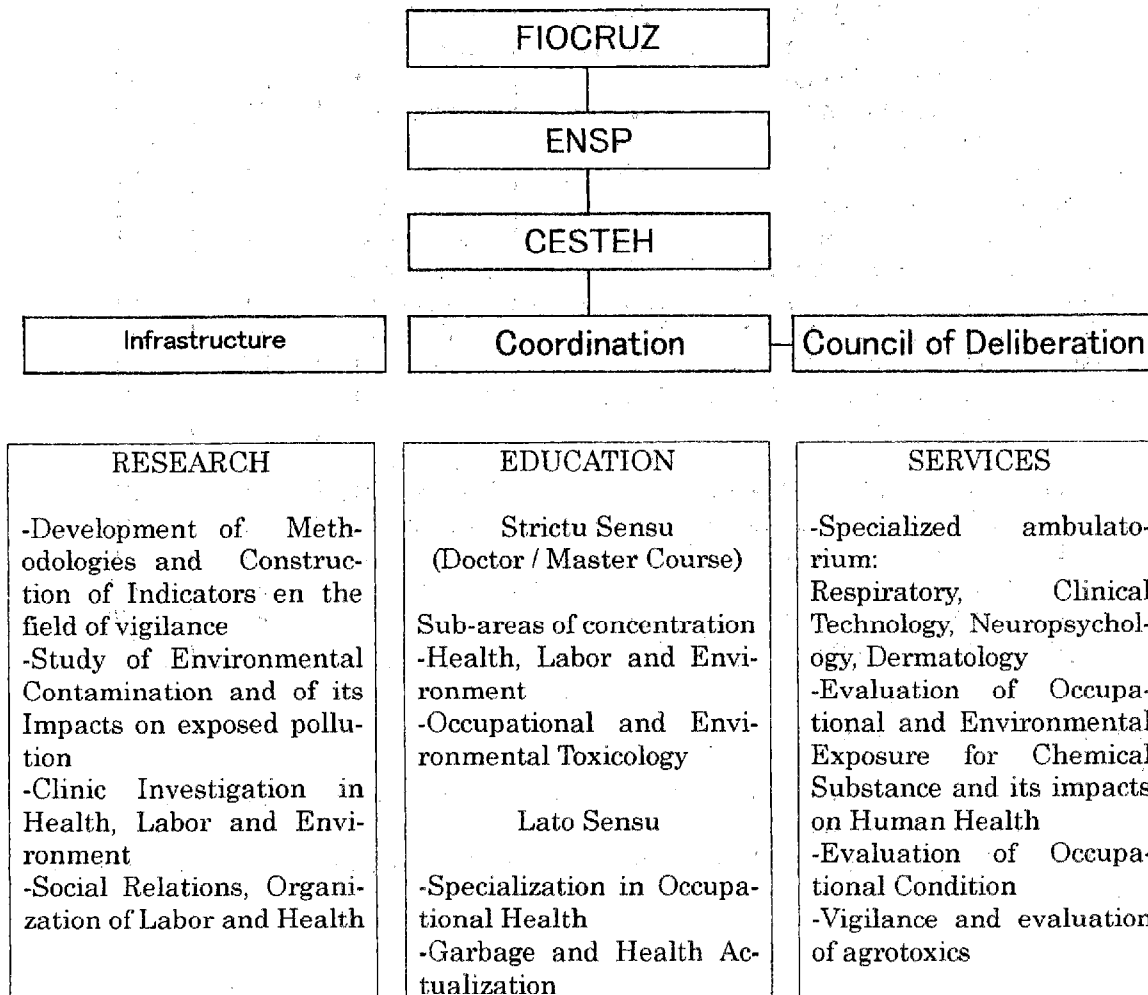 FIOCRUZ
ENSP
CESTEH
Infrastructure
Coordination
Council of Deliberation
RESEARCH
-Development of Meth-
odologies and Construc-
tion of Indicators en the
field of vigilance
-Study of Environmental
Contamination and of its
Impacts on exposed pollu-
tion
-Clinic Investigation in
Health, Labor and Envi-
ronment
-Social Relations, Organi-
zation of Labor and Health
EDUCATION
Strictu Sensu
(Doctor / Master Course)
Sub-areas of concentration
-Health, Labor and Envi-
ronment
-Occupational and Envi-
ronmental Toxicology
Lato Sensu
-Specialization in Occupa-
tional Health
-Garbage and Health Ac-
tualization
SERVICES
-Specialized ambulato-
rium:
Respiratory, Clinical
Technology, Neuropsychol-
ogy, Dermatology
-Evaluation of Occupa-
tional and Environmental
Exposure for Chemical
Substance and its impacts
on Human Health
-Evaluation of Occupa-
tional Condition
-Vigilance and evaluation
of agrotoxics